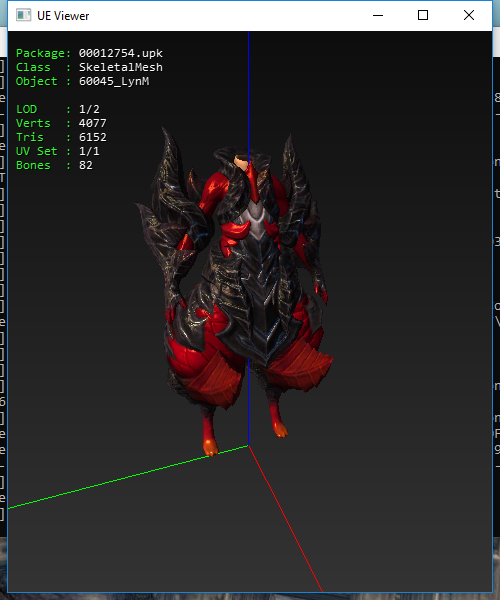 UE Viewer
Package: 00012754.upk
Class  : SkeletalMesh
Object : 60045_LynM
LOD    : 1/2
Verts  : 4077
Tris   : 6152
UV Set : 1/1
Bones  : 82